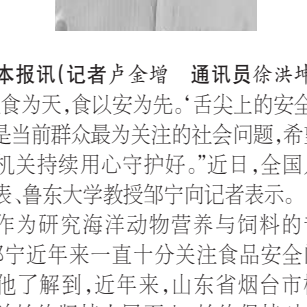 本报讯(记者卢金增 通讯员徐洪坤
食为天,食以安为先。‘舌尖上的安全
是当前群众最为关注的社会问题,希望
机关持续用心守护好。”近日,全国人
表、鲁东大学教授邹宁向记者表示。
作为研究海洋动物营养与饲料的专
邹宁近年来一直十分关注食品安全
他了解到,近年来,山东省烟台市